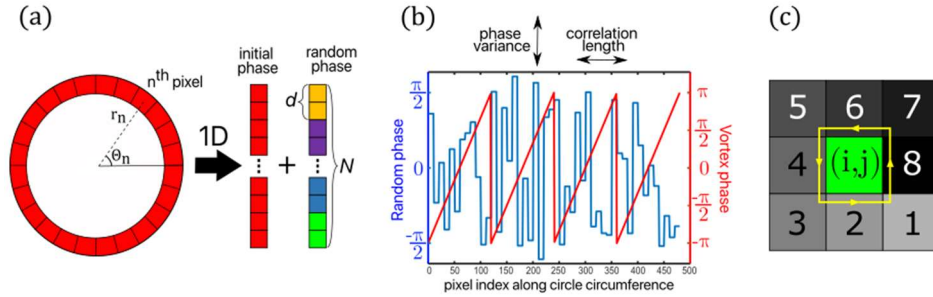 (a)
nth pixel
rn
θn
1D
initial
phase
random
phase
d
+
N
(b)
phase
variance
correlation
length
Random phase
π/2
0
-π/2
Vortex phase
π
π/2
0
-π/2
-π
0 50 100 150 200 250 300 350 400 450 500
pixel index along circle circumference
(c)
5 6 7
4 (i,j) 8
3 2 1